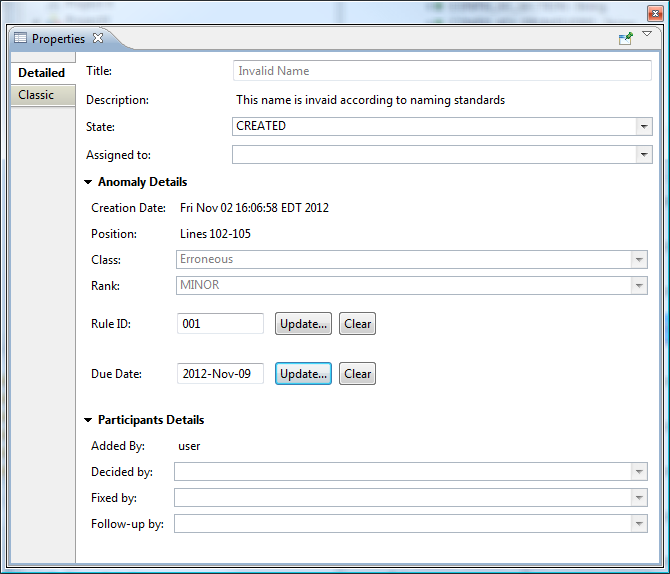 Properties
Detailed
Classic
Title: Invalid Name
Description: This name is invaid according to naming standards
State: CREATED
Assigned to:
Anomaly Details
Creation Date: Fri Nov 02 16:06:58 EDT 2012
Position: Lines 102-105
Class: Erroneous
Rank: MINOR
Rule ID: 001 Update... Clear
Due Date: 2012-Nov-09 Update... Clear
Participants Details
Added By: user
Decided by:
Fixed by:
Follow-up by: